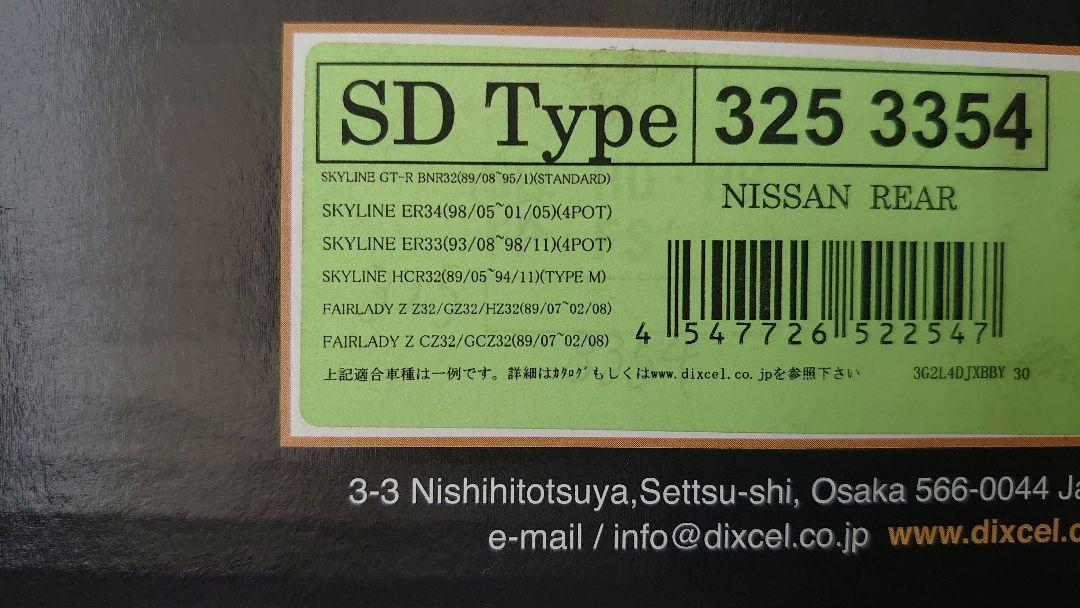 SD Type 325 3354
SKYLINE GT-R BNR32(89/08~95/1)(STANDARD)
NISSAN REAR
SKYLINE ER34(98/05~01/05)(4POT)
SKYLINE ER33(93/08~98/11)(4POT)
SKYLINE HCR32(89/05~94/11)(TYPE M)
FAIRLADY Z Z32/GZ32/HZ32(89/07~02/08)
FAIRLADY Z CZ32/GCZ32(89/07~02/08)
4 547726 522547
上記適合車種は一例です。詳細はｶﾀﾛｸﾞもしくはwww.dixcel.co.jpを参照下さい
3G2L4DJXBBY 30
3-3 Nishihitotsuya,Settsu-shi, Osaka 566-0044 Ja
e-mail / info@dixcel.co.jp www.dixcel.c